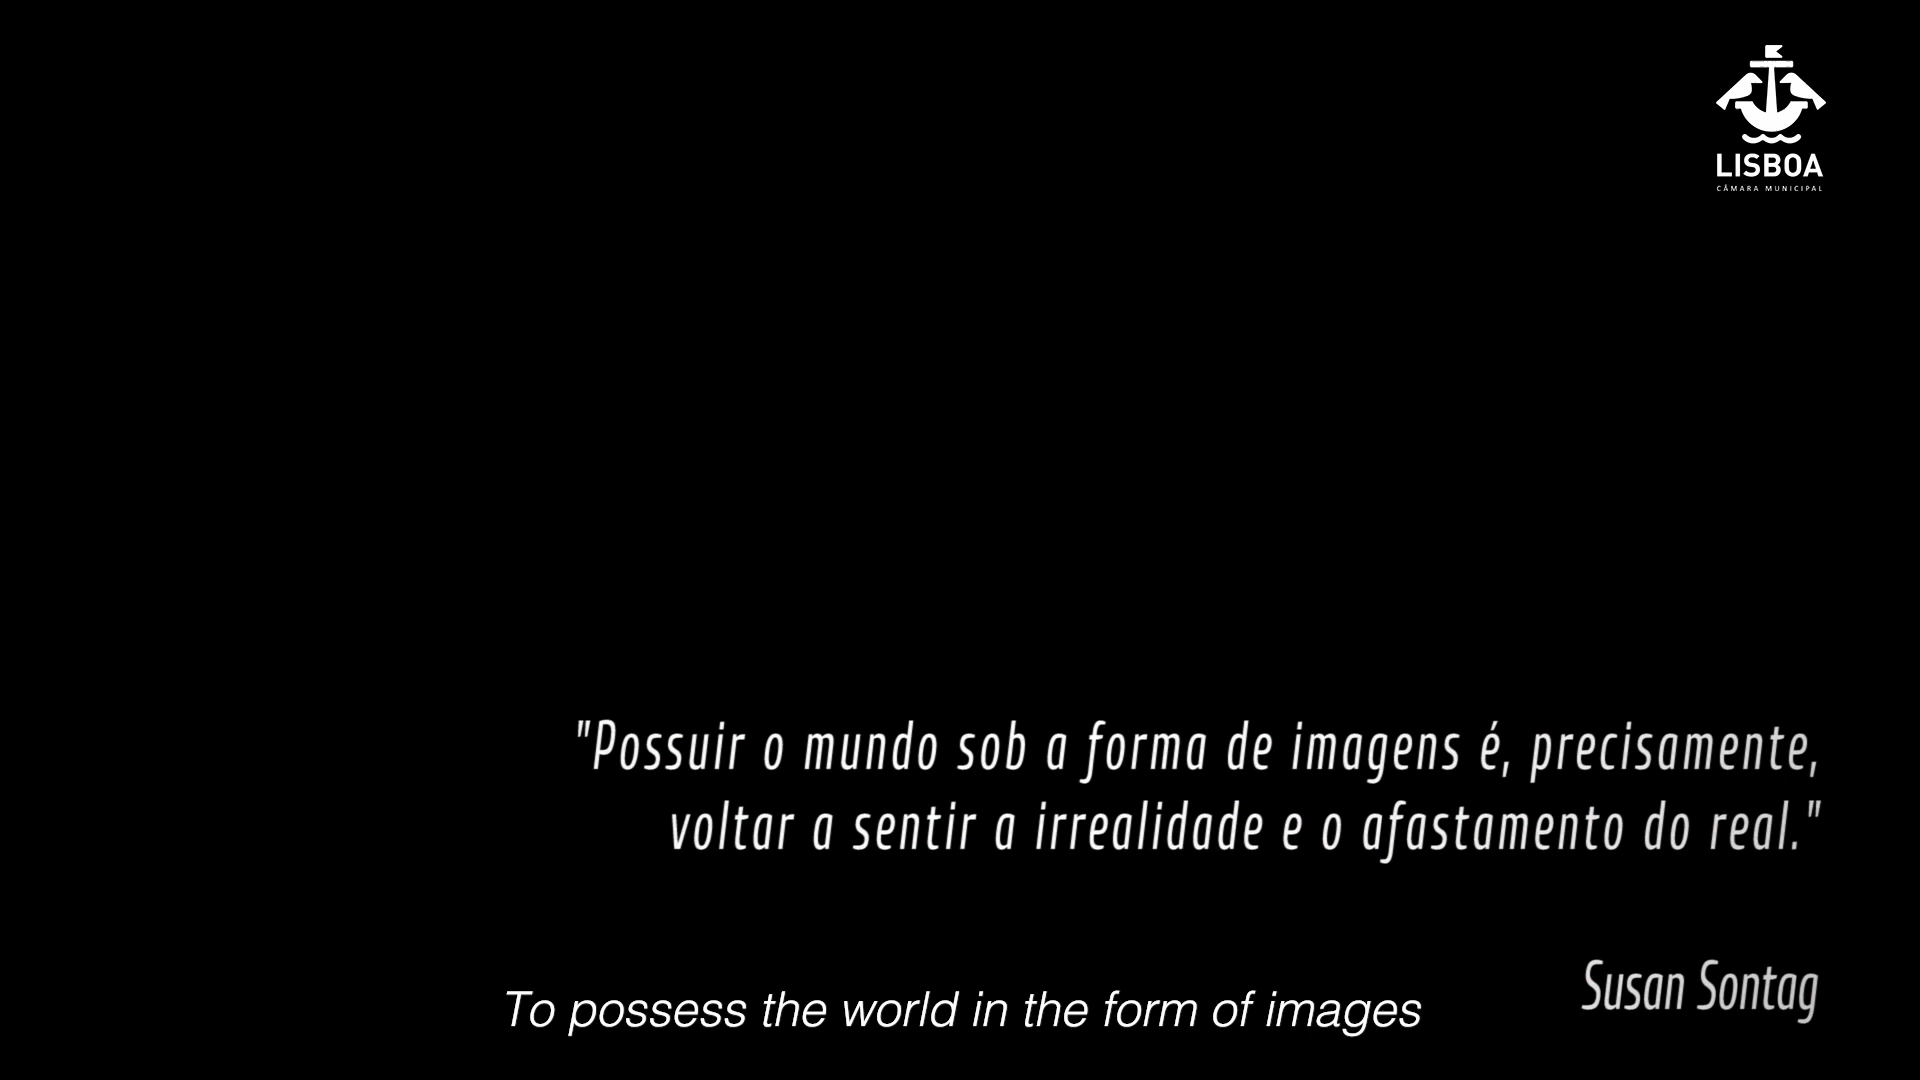 LISBOA
CÂMARA MUNICIPAL
"Possuir o mundo sob a forma de imagens é, precisamente,
voltar a sentir a irrealidade e o afastamento do real."
Susan Sontag
To possess the world in the form of images